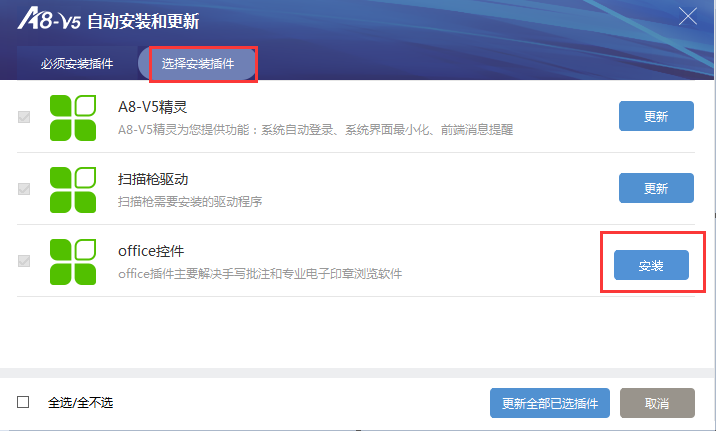 A8-V5 自动安装和更新
必须安装插件 选择安装插件
A8-V5精灵
A8-V5精灵为您提供功能：系统自动登录、系统界面最小化、前端消息提醒
更新
扫描枪驱动
扫描枪需要安装的驱动程序
更新
office控件
office插件主要解决手写批注和专业电子印章浏览软件
安装
全选/全不选
更新全部已选插件
取消